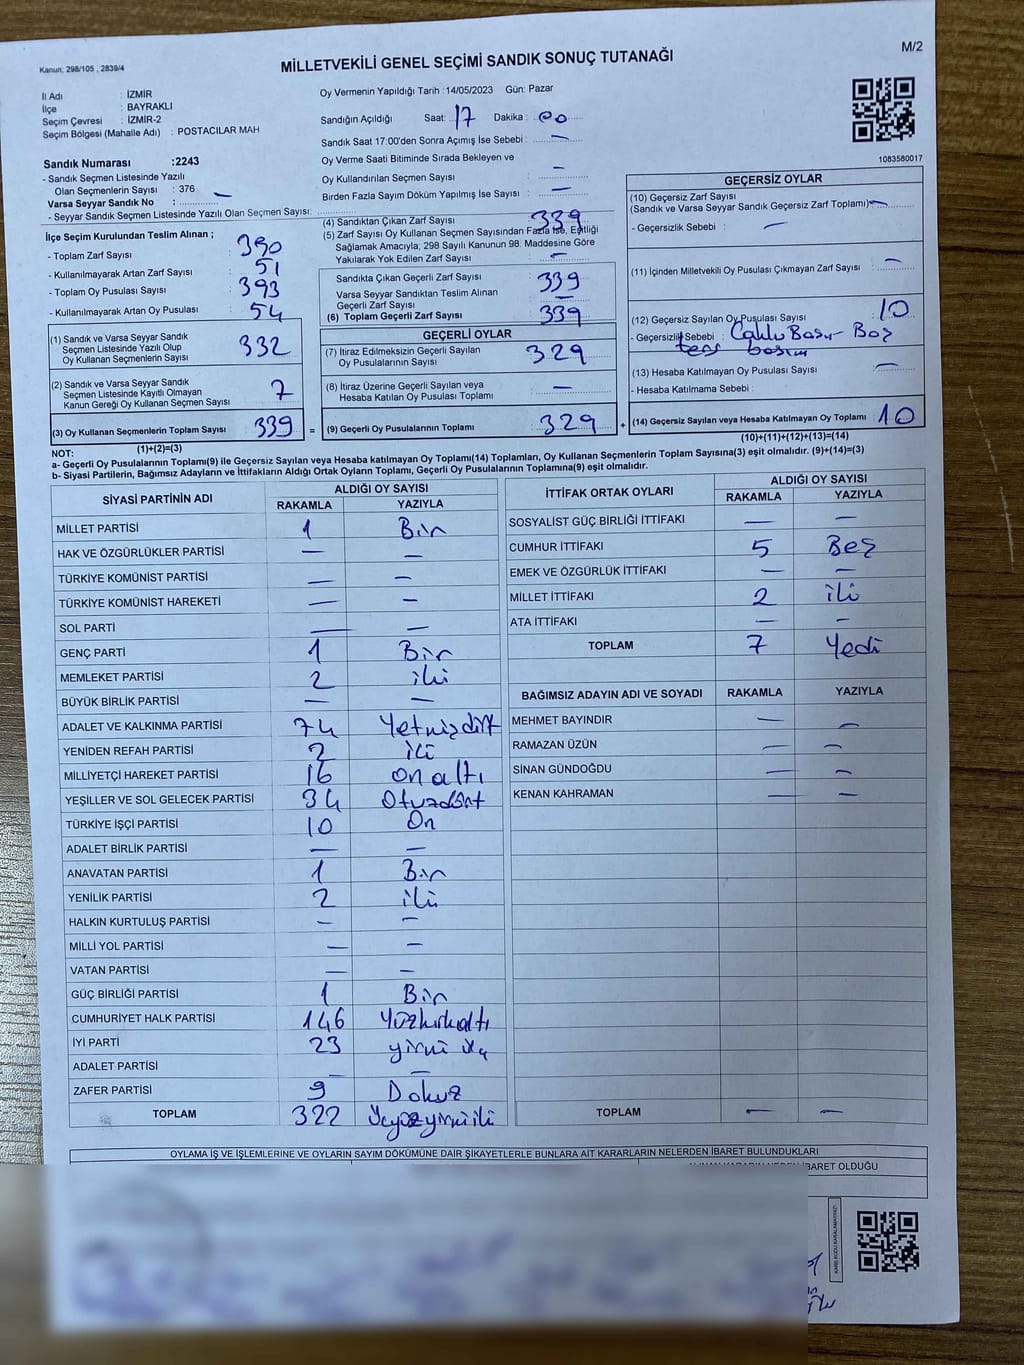 M/2
Kanun: 298/105 , 2839/4
MİLLETVEKİLİ GENEL SEÇİMİ SANDIK SONUÇ TUTANAĞI
İl Adı : İZMİR
İlçe : BAYRAKLI
Seçim Çevresi : İZMİR-2
Seçim Bölgesi (Mahalle Adı) : POSTACILAR MAH
Sandık Numarası :2243
- Sandık Seçmen Listesinde Yazılı
Olan Seçmenlerin Sayısı : 376
Varsa Seyyar Sandık No : —
- Seyyar Sandık Seçmen Listesinde Yazılı Olan Seçmen Sayısı:
Oy Vermenin Yapıldığı Tarih :14/05/2023 Gün: Pazar
Sandığın Açıldığı Saat: 17 Dakika : 00
Sandık Saat 17:00'den Sonra Açımış İse Sebebi : —
Oy Verme Saati Bitiminde Sırada Bekleyen ve
Oy Kullandırılan Seçmen Sayısı : —
Birden Fazla Sayım Döküm Yapılmış İse Sayısı : —
1083580017
İlçe Seçim Kurulundan Teslim Alınan ;
- Toplam Zarf Sayısı : 390
- Kullanılmayarak Artan Zarf Sayısı : 51
- Toplam Oy Pusulası Sayısı : 393
- Kullanılmayarak Artan Oy Pusulası : 54
(1) Sandık ve Varsa Seyyar Sandık
Seçmen Listesinde Yazılı Olup
Oy Kullanan Seçmenlerin Sayısı 332
(2) Sandık ve Varsa Seyyar Sandık
Seçmen Listesinde Kayıtlı Olmayan
Kanun Gereği Oy Kullanan Seçmen Sayısı 7
(3) Oy Kullanan Seçmenlerin Toplam Sayısı 339 =
(1)+(2)=(3)
(4) Sandıktan Çıkan Zarf Sayısı 339
(5) Zarf Sayısı Oy Kullanan Seçmen Sayısından Fazla ise, Eşitliği
Sağlamak Amacıyla; 298 Sayılı Kanunun 98. Maddesine Göre
Yakılarak Yok Edilen Zarf Sayısı : —
Sandıkta Çıkan Geçerli Zarf Sayısı : 339
Varsa Seyyar Sandıktan Teslim Alınan
Geçerli Zarf Sayısı : —
(6) Toplam Geçerli Zarf Sayısı : 339
GEÇERLİ OYLAR
(7) İtiraz Edilmeksizin Geçerli Sayılan
Oy Pusulalarının Sayısı : 329
(8) İtiraz Üzerine Geçerli Sayılan veya
Hesaba Katılan Oy Pusulası Toplamı : —
(9) Geçerli Oy Pusulalarının Toplamı : 329 +
GEÇERSİZ OYLAR
(10) Geçersiz Zarf Sayısı
(Sandık ve Varsa Seyyar Sandık Geçersiz Zarf Toplamı) —
- Geçersizlik Sebebi : —
(11) İçinden Milletvekili Oy Pusulası Çıkmayan Zarf Sayısı : —
(12) Geçersiz Sayılan Oy Pusulası Sayısı : 10
- Geçersizlik Sebebi : Boş
ters basım
(13) Hesaba Katılmayan Oy Pusulası Sayısı : —
- Hesaba Katılmama Sebebi :
(14) Geçersiz Sayılan veya Hesaba Katılmayan Oy Toplamı : 10
(10)+(11)+(12)+(13)=(14)
NOT:
a- Geçerli Oy Pusulalarının Toplamı(9) ile Geçersiz Sayılan veya Hesaba katılmayan Oy Toplamı(14) Toplamları, Oy Kullanan Seçmenlerin Toplam Sayısına(3) eşit olmalıdır. (9)+(14)=(3)
b- Siyasi Partilerin, Bağımsız Adayların ve İttifakların Aldığı Ortak Oyların Toplamı, Geçerli Oy Pusulalarının Toplamına(9) eşit olmalıdır.
SİYASİ PARTİNİN ADI ALDIĞI OY SAYISI
RAKAMLA YAZIYLA
MİLLET PARTİSİ 1 Bir
HAK VE ÖZGÜRLÜKLER PARTİSİ — —
TÜRKİYE KOMÜNİST PARTİSİ — —
TÜRKİYE KOMÜNİST HAREKETİ — —
SOL PARTİ — —
GENÇ PARTİ 1 Bir
MEMLEKET PARTİSİ 2 iki
BÜYÜK BİRLİK PARTİSİ — —
ADALET VE KALKINMA PARTİSİ 74 Yetmişdört
YENİDEN REFAH PARTİSİ 2 iki
MİLLİYETÇİ HAREKET PARTİSİ 16 on altı
YEŞİLLER VE SOL GELECEK PARTİSİ 34 Otuzdört
TÜRKİYE İŞÇİ PARTİSİ 10 On
ADALET BİRLİK PARTİSİ — —
ANAVATAN PARTİSİ 1 Bir
YENİLİK PARTİSİ 2 iki
HALKIN KURTULUŞ PARTİSİ — —
MİLLİ YOL PARTİSİ — —
VATAN PARTİSİ — —
GÜÇ BİRLİĞİ PARTİSİ 1 Bir
CUMHURİYET HALK PARTİSİ 146 Yüzkırkaltı
İYİ PARTİ 23 yirmi üç
ADALET PARTİSİ — —
ZAFER PARTİSİ 9 Dokuz
TOPLAM 322 Üçyüzyirmiiki
İTTİFAK ORTAK OYLARI ALDIĞI OY SAYISI
RAKAMLA YAZIYLA
SOSYALİST GÜÇ BİRLİĞİ İTTİFAKI — —
CUMHUR İTTİFAKI 5 Beş
EMEK VE ÖZGÜRLÜK İTTİFAKI — —
MİLLET İTTİFAKI 2 iki
ATA İTTİFAKI — —
TOPLAM 7 Yedi
BAĞIMSIZ ADAYIN ADI VE SOYADI RAKAMLA YAZIYLA
MEHMET BAYINDIR — —
RAMAZAN ÜZÜN — —
SİNAN GÜNDOĞDU — —
KENAN KAHRAMAN — —
TOPLAM — —
OYLAMA İŞ VE İŞLEMLERİNE VE OYLARIN SAYIM DÖKÜMÜNE DAİR ŞİKAYETLERLE BUNLARA AİT KARARLARIN NELERDEN İBARET BULUNDUKLARI
İBARET OLDUĞU
KARE KODU KARALAMAYINIZ!